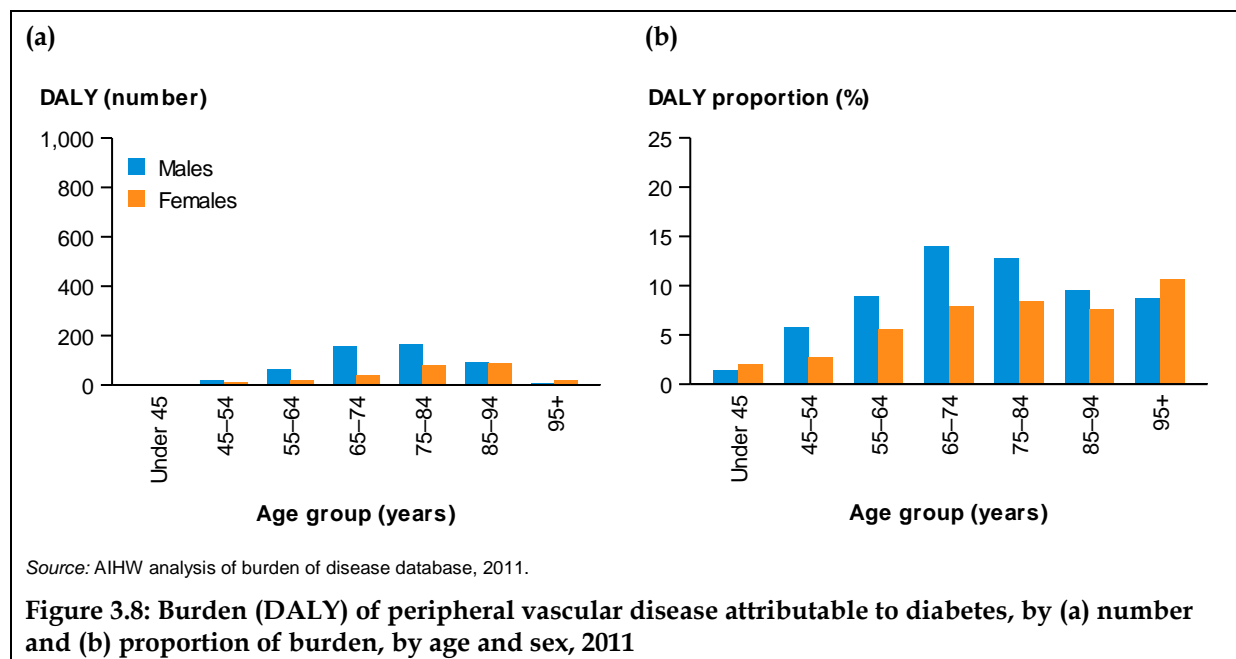 (a)
DALY (number)
1,000
800
600
400
200
0
Males
Females
Under 45
45–54
55–64
65–74
75–84
85–94
95+
Age group (years)
(b)
DALY proportion (%)
25
20
15
10
5
0
Under 45
45–54
55–64
65–74
75–84
85–94
95+
Age group (years)
Source: AIHW analysis of burden of disease database, 2011.
Figure 3.8: Burden (DALY) of peripheral vascular disease attributable to diabetes, by (a) number
and (b) proportion of burden, by age and sex, 2011